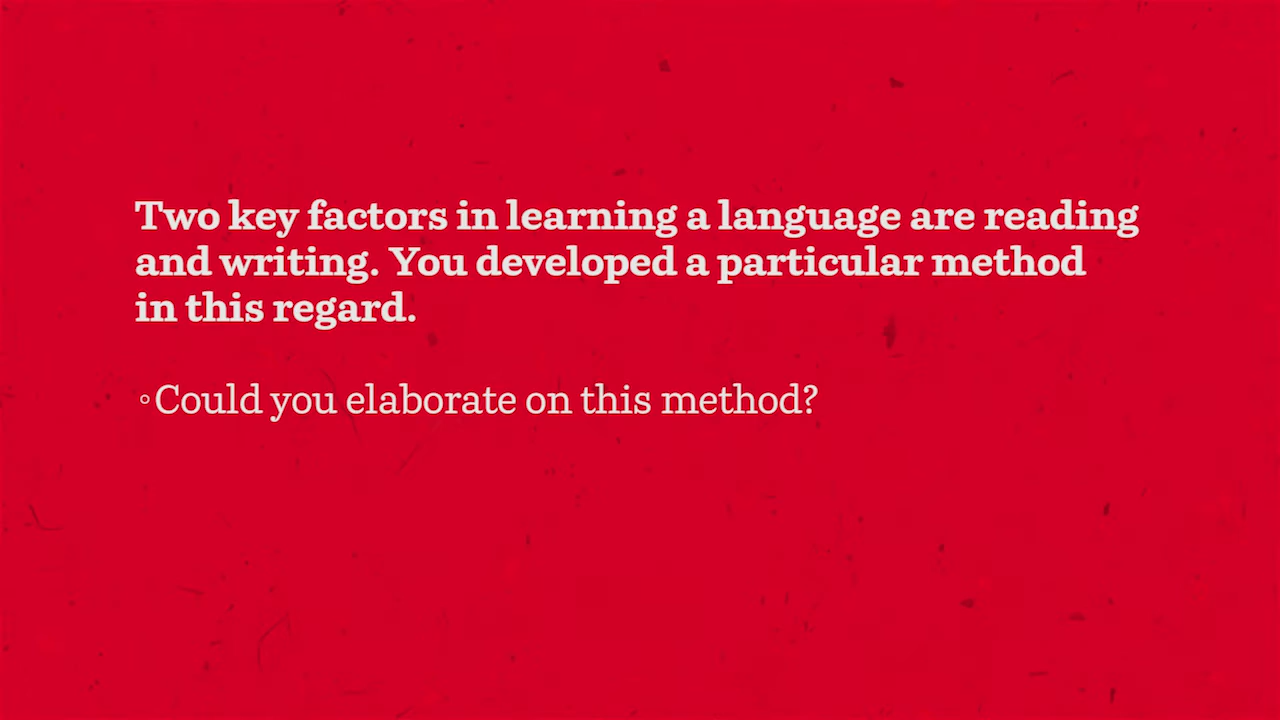 Two key factors in learning a language are reading
and writing. You developed a particular method
in this regard.
◦Could you elaborate on this method?